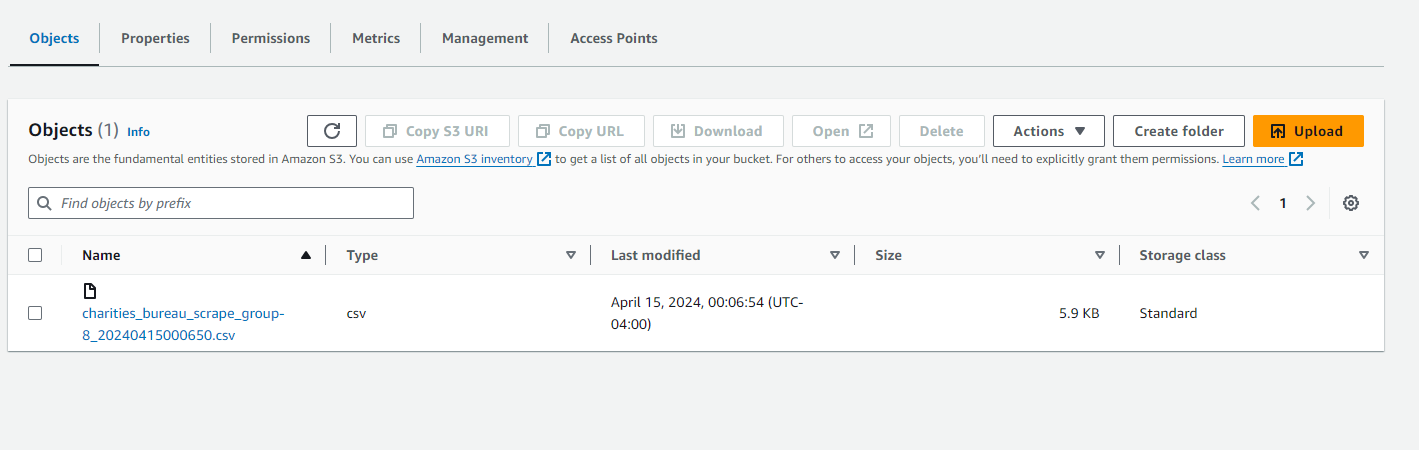 Objects Properties Permissions Metrics Management Access Points
Objects (1) Info Copy S3 URI Copy URL Download Open Delete Actions Create folder Upload
Objects are the fundamental entities stored in Amazon S3. You can use Amazon S3 inventory to get a list of all objects in your bucket. For others to access your objects, you'll need to explicitly grant them permissions. Learn more
Find objects by prefix 1
Name Type Last modified Size Storage class
charities_bureau_scrape_group-
8_20240415000650.csv
csv
April 15, 2024, 00:06:54 (UTC-
04:00)
5.9 KB
Standard